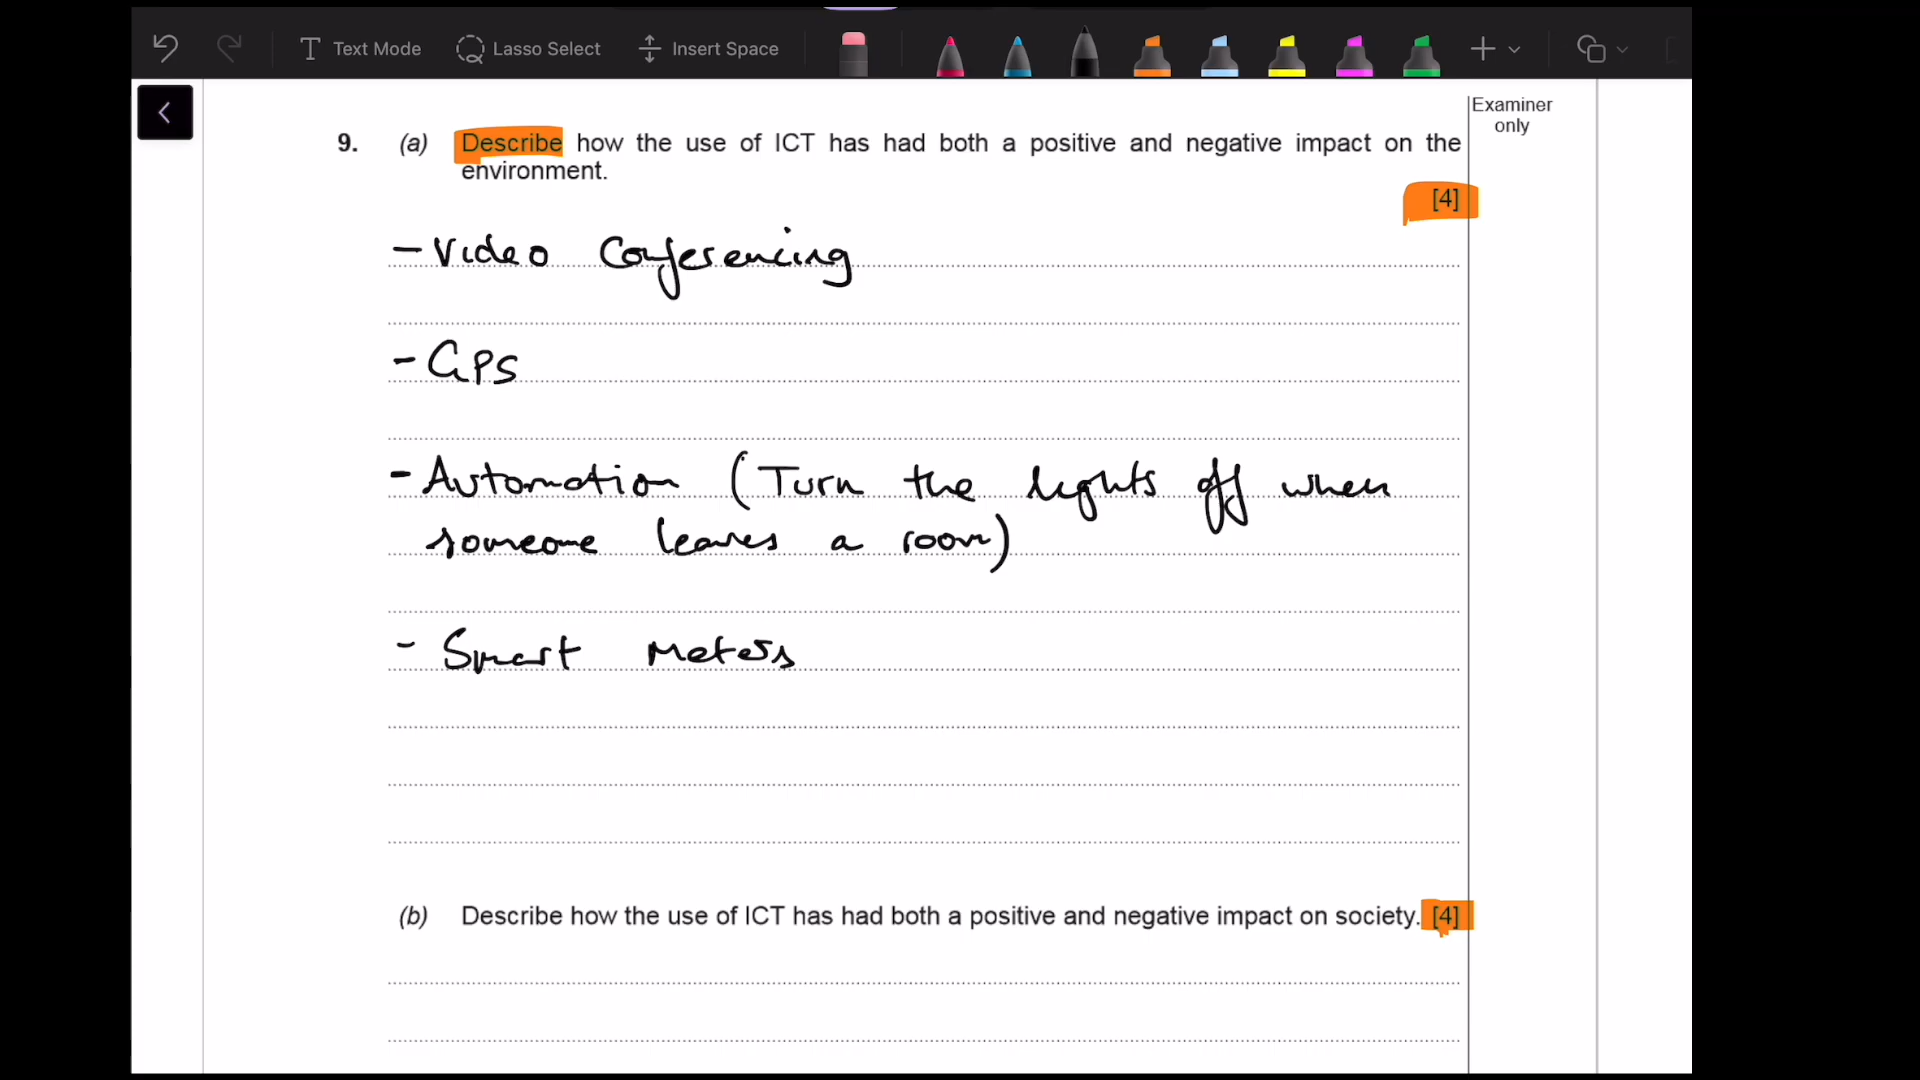 Text Mode Lasso Select Insert Space
Examiner
only
9. (a) Describe how the use of ICT has had both a positive and negative impact on the
environment.
[4]
- Video Conferencing
- GPS
- Automation (Turn the lights off when
someone leaves a room)
- Smart Meters
(b) Describe how the use of ICT has had both a positive and negative impact on society. [4]